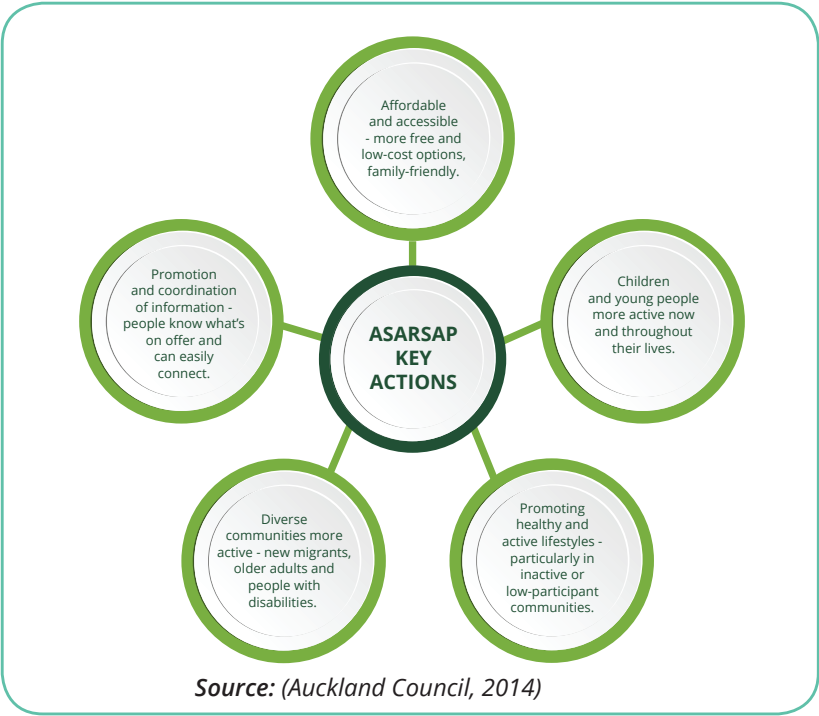 Affordable
and accessible
- more free and
low-cost options,
family-friendly.
Promotion
and coordination
of information -
people know what's
on offer and
can easily
connect.
Children
and young people
more active now
and throughout
their lives.
ASARSAP
KEY
ACTIONS
Diverse
communities more
active - new migrants,
older adults and
people with
disabilities.
Promoting
healthy and
active lifestyles -
particularly in
inactive or
low-participant
communities.
Source: (Auckland Council, 2014)